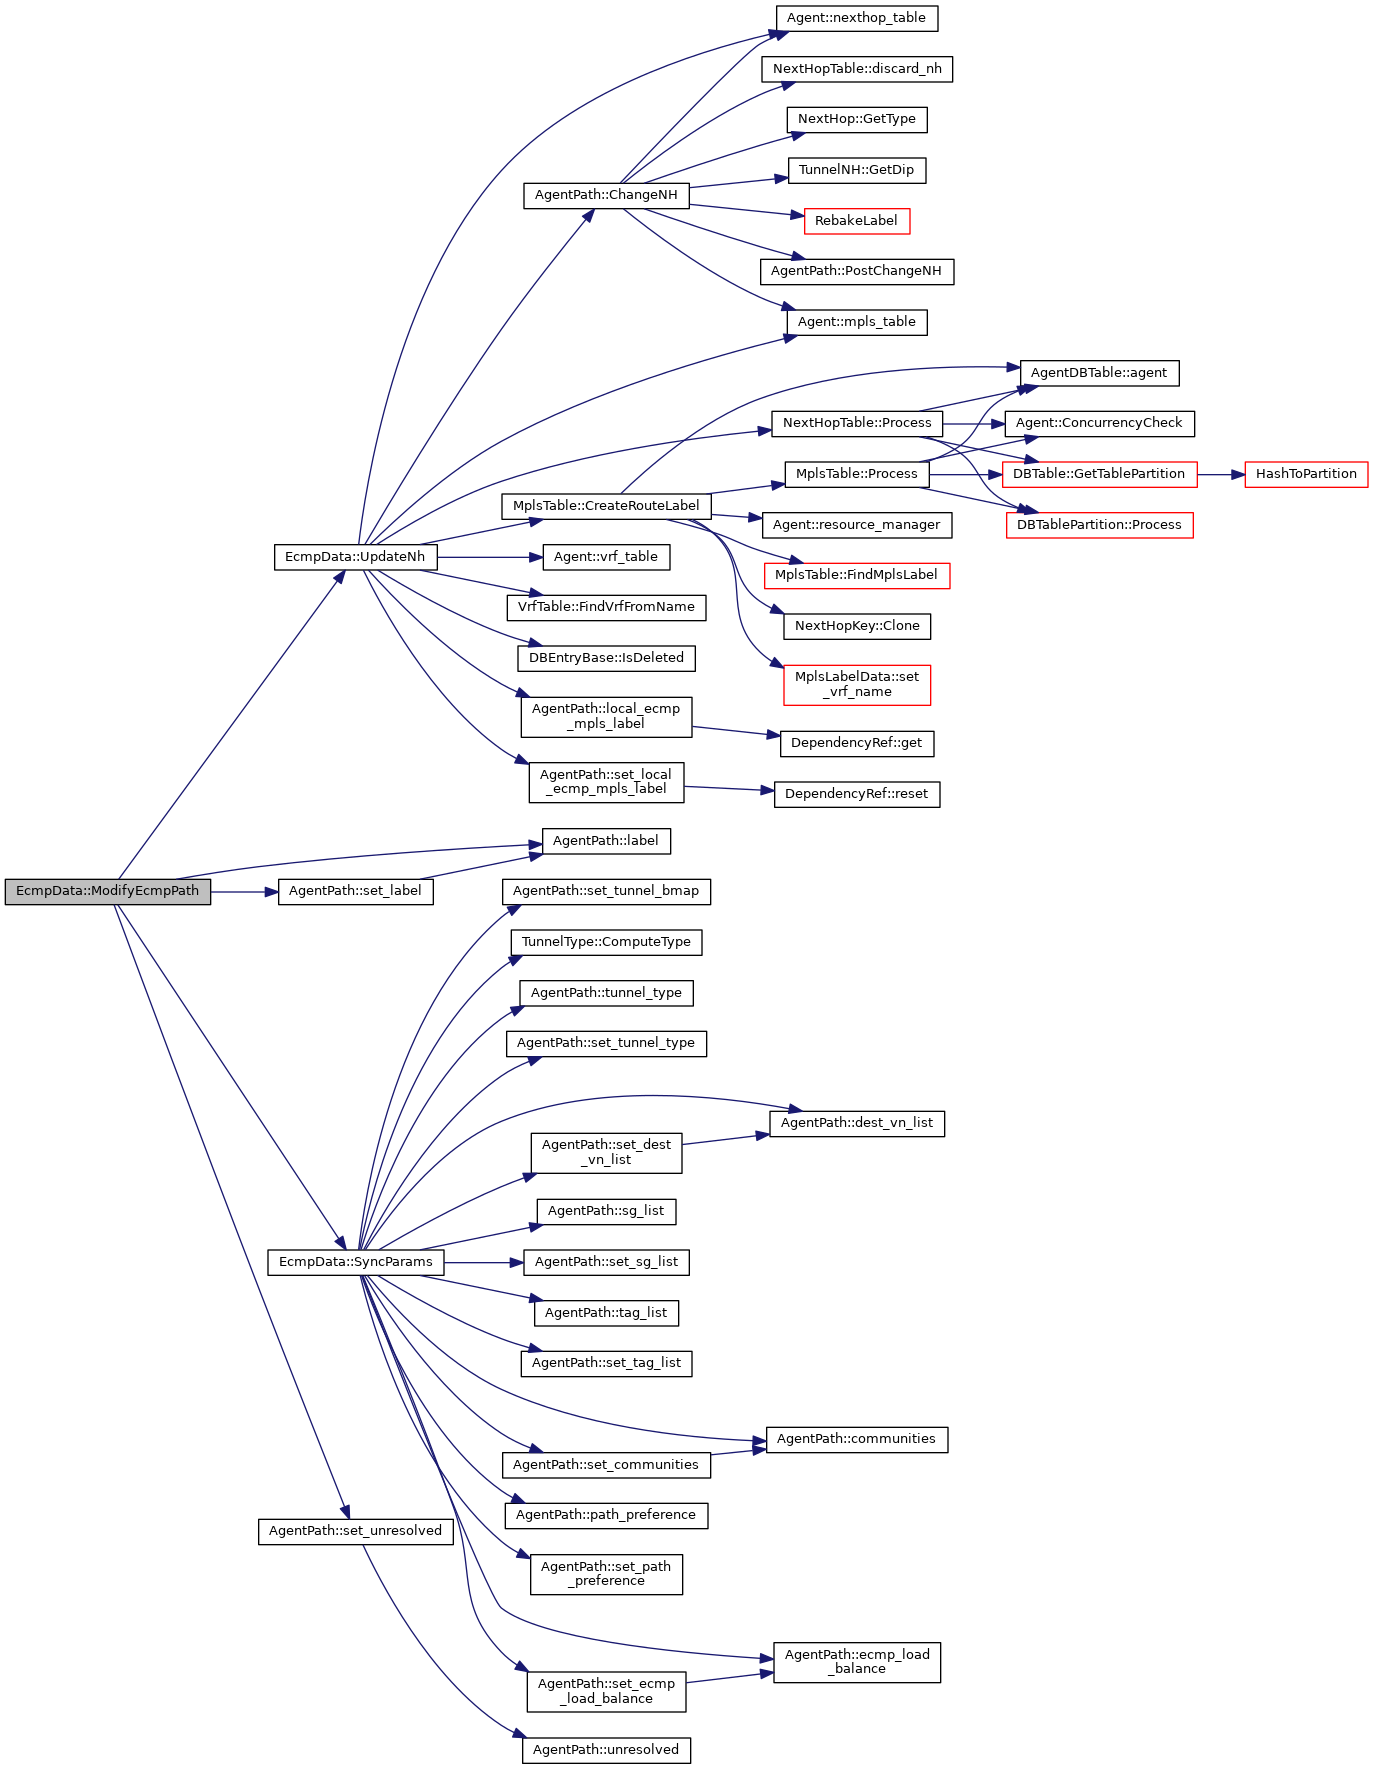 Agent::nexthop_table
NextHopTable::discard_nh
NextHop::GetType
TunnelNH::GetDip
AgentPath::ChangeNH
RebakeLabel
AgentPath::PostChangeNH
Agent::mpls_table
AgentDBTable::agent
NextHopTable::Process
Agent::ConcurrencyCheck
MplsTable::Process
DBTable::GetTablePartition
HashToPartition
MplsTable::CreateRouteLabel
Agent::resource_manager
DBTablePartition::Process
EcmpData::UpdateNh
Agent::vrf_table
MplsTable::FindMplsLabel
VrfTable::FindVrfFromName
NextHopKey::Clone
DBEntryBase::IsDeleted
MplsLabelData::set
_vrf_name
AgentPath::local_ecmp
_mpls_label
DependencyRef::get
AgentPath::set_local
_ecmp_mpls_label
DependencyRef::reset
AgentPath::label
EcmpData::ModifyEcmpPath
AgentPath::set_label
AgentPath::set_tunnel_bmap
TunnelType::ComputeType
AgentPath::tunnel_type
AgentPath::set_tunnel_type
AgentPath::dest_vn_list
AgentPath::set_dest
_vn_list
AgentPath::sg_list
EcmpData::SyncParams
AgentPath::set_sg_list
AgentPath::tag_list
AgentPath::set_tag_list
AgentPath::communities
AgentPath::set_communities
AgentPath::path_preference
AgentPath::set_unresolved
AgentPath::set_path
_preference
AgentPath::ecmp_load
_balance
AgentPath::set_ecmp
_load_balance
AgentPath::unresolved